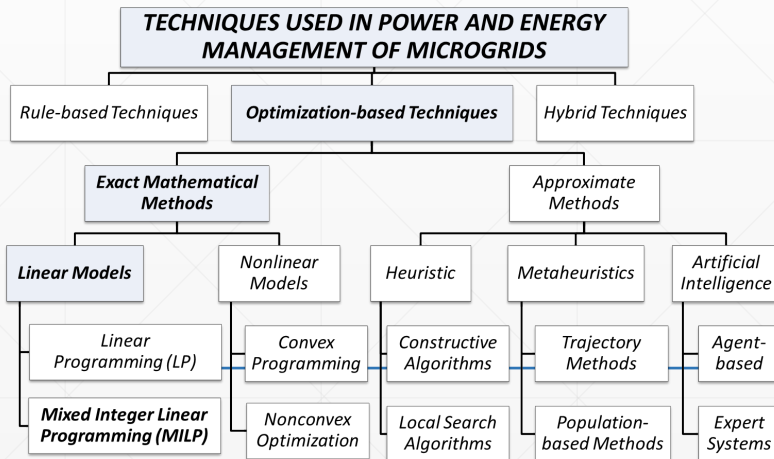 TECHNIQUES USED IN POWER AND ENERGY
MANAGEMENT OF MICROGRIDS
Rule-based Techniques
Optimization-based Techniques
Hybrid Techniques
Exact Mathematical
Methods
Approximate
Methods
Linear Models
Nonlinear
Models
Heuristic
Metaheuristics
Artificial
Intelligence
Linear
Programming (LP)
Convex
Programming
Constructive
Algorithms
Trajectory
Methods
Agent-
based
Mixed Integer Linear
Programming (MILP)
Nonconvex
Optimization
Local Search
Algorithms
Population-
based Methods
Expert
Systems